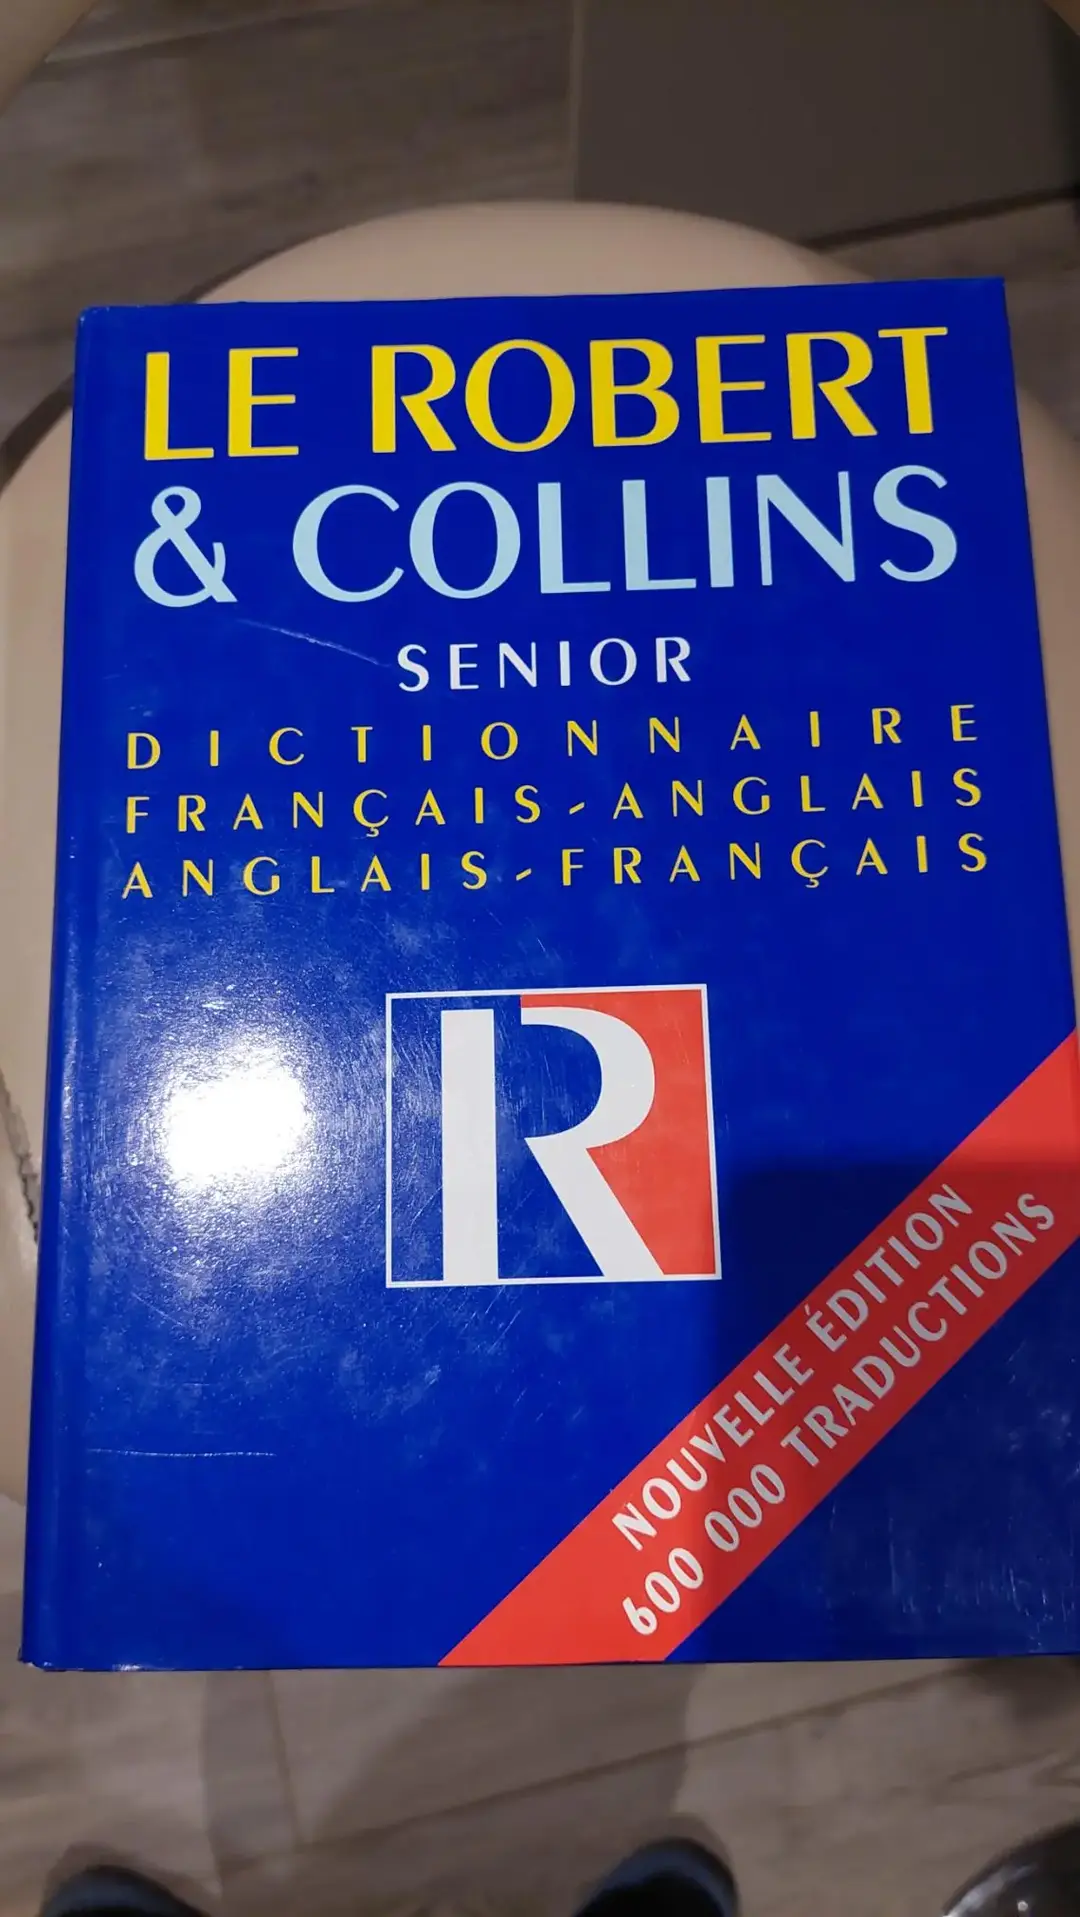 LE ROBERT
& COLLINS
SENIOR
DICTIONNAIRE
FRANÇAIS-ANGLAIS
ANGLAIS-FRANÇAIS
R
NOUVELLE ÉDITION
600 000 TRADUCTIONS